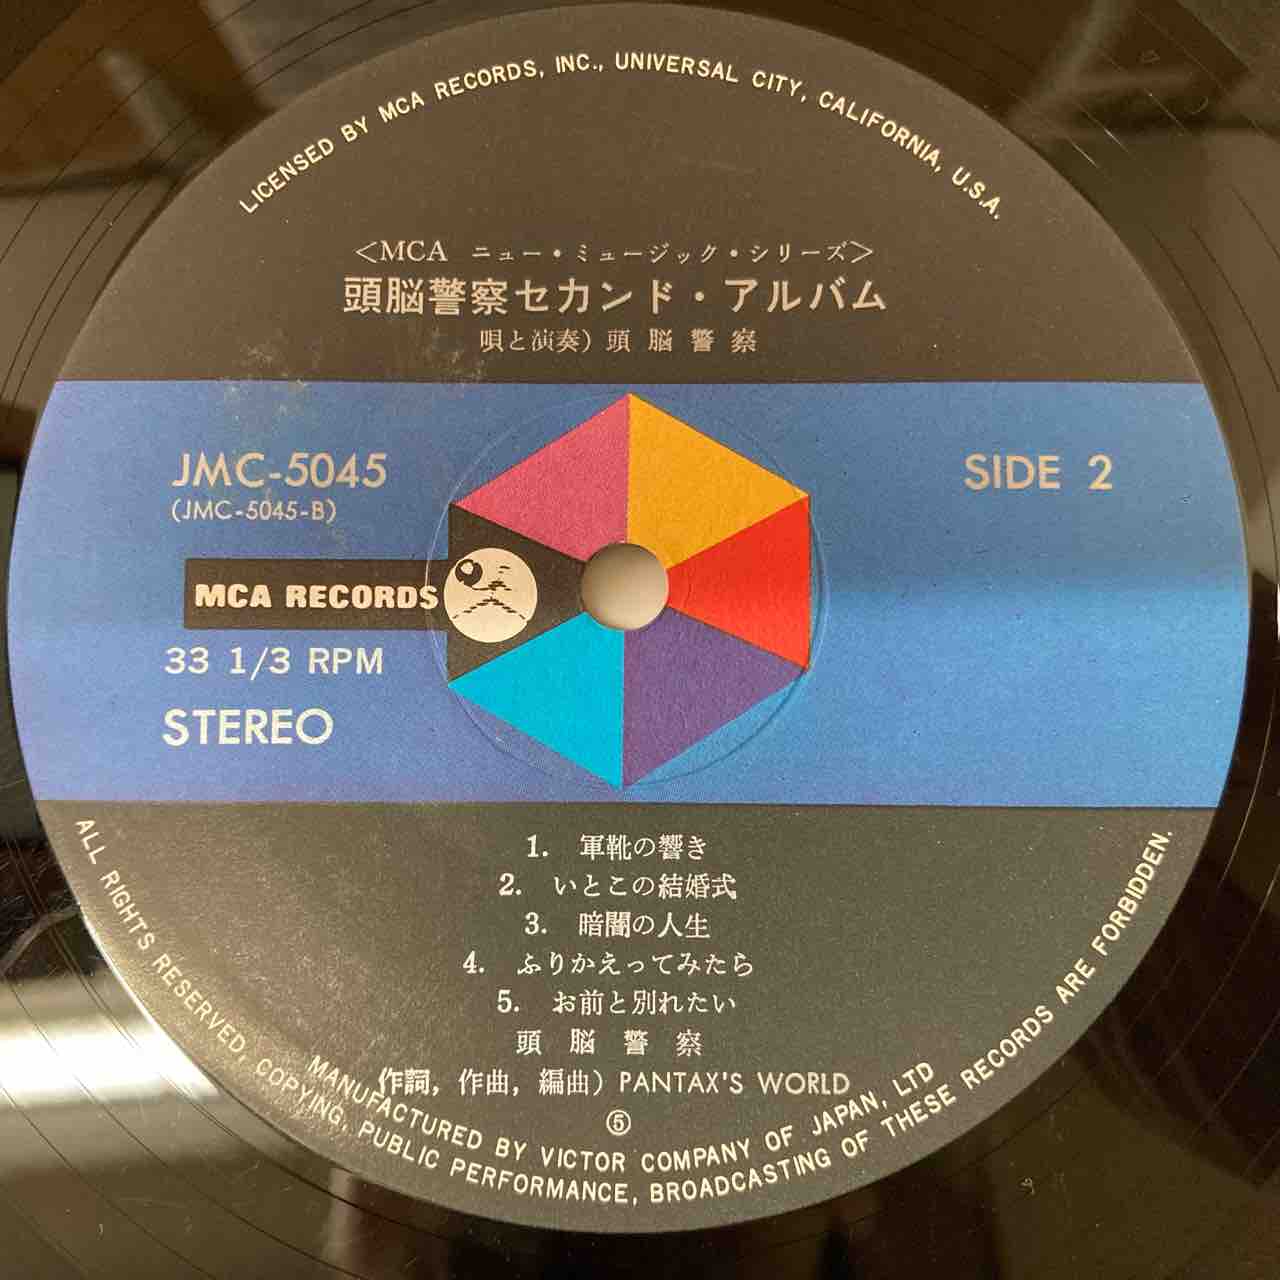 LICENSED BY MCA RECORDS, INC., UNIVERSAL CITY, CALIFORNIA, U.S.A.
<MCA ニュー・ミュージック・シリーズ>
頭脳警察セカンド・アルバム
唄と演奏) 頭脳警察
JMC-5045
(JMC-5045-B)
SIDE 2
MCA RECORDS
33 1/3 RPM
STEREO
1. 軍靴の響き
2. いとこの結婚式
3. 暗闇の人生
4. ふりかえってみたら
5. お前と別れたい
頭脳警察
(作詞, 作曲, 編曲) PANTAX'S WORLD
⑤
MANUFACTURED BY VICTOR COMPANY OF JAPAN, LTD
ALL RIGHTS RESERVED, COPYING, PUBLIC PERFORMANCE, BROADCASTING OF THESE RECORDS ARE FORBIDDEN.